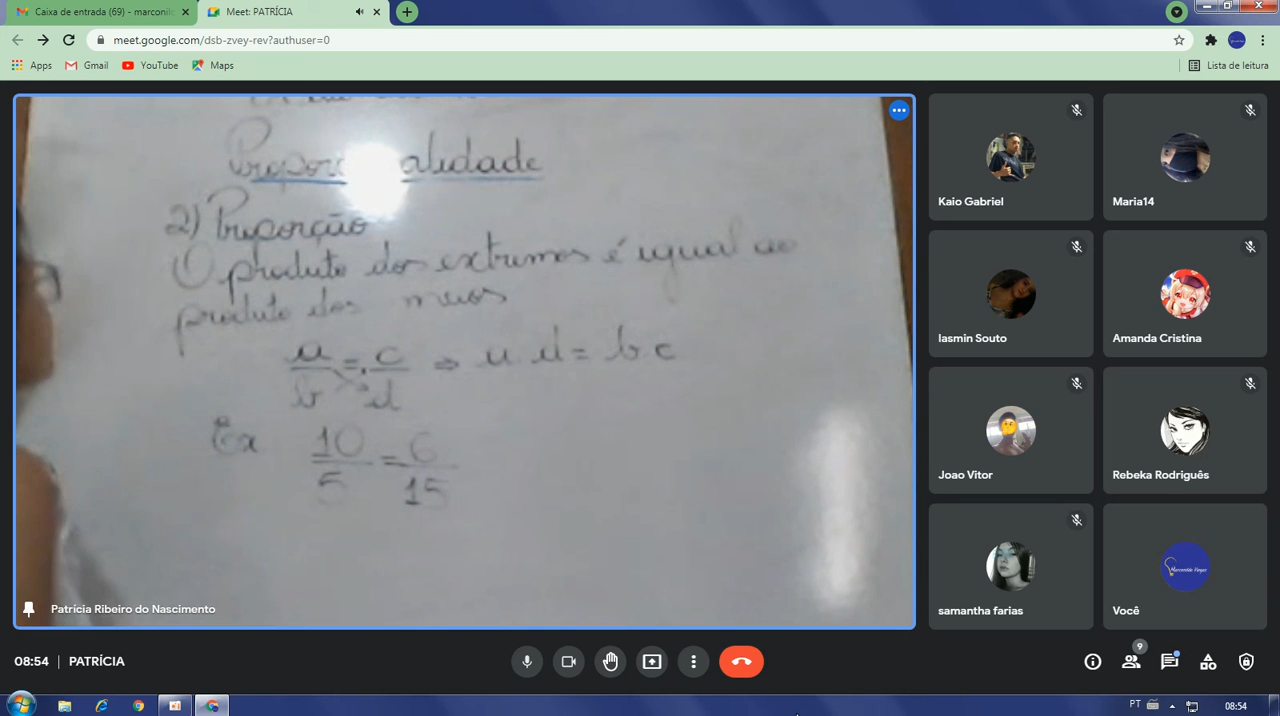 Caixa de entrada (69) - marconil
Meet: PATRÍCIA
meet.google.com/dsb-zvey-rev?authuser=0
Apps
Gmail
YouTube
Maps
Lista de leitura
2) Proporção
O produto dos extremos é igual ao
produto dos meios
a/b = c/d ⇒ a.d = b.c
Ex 10/5 = 6/15
Patrícia Ribeiro do Nascimento
Kaio Gabriel
Maria14
Iasmin Souto
Amanda Cristina
Joao Vitor
Rebeka Rodriguês
samantha farias
Você
08:54 | PATRÍCIA
9
PT
08:54